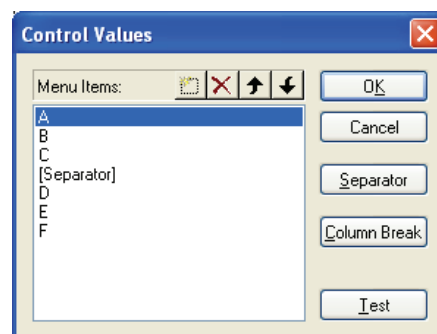 Control Values
Menu Items:
OK
A
B
C
[Separator]
D
E
F
Cancel
Separator
Column Break
Test